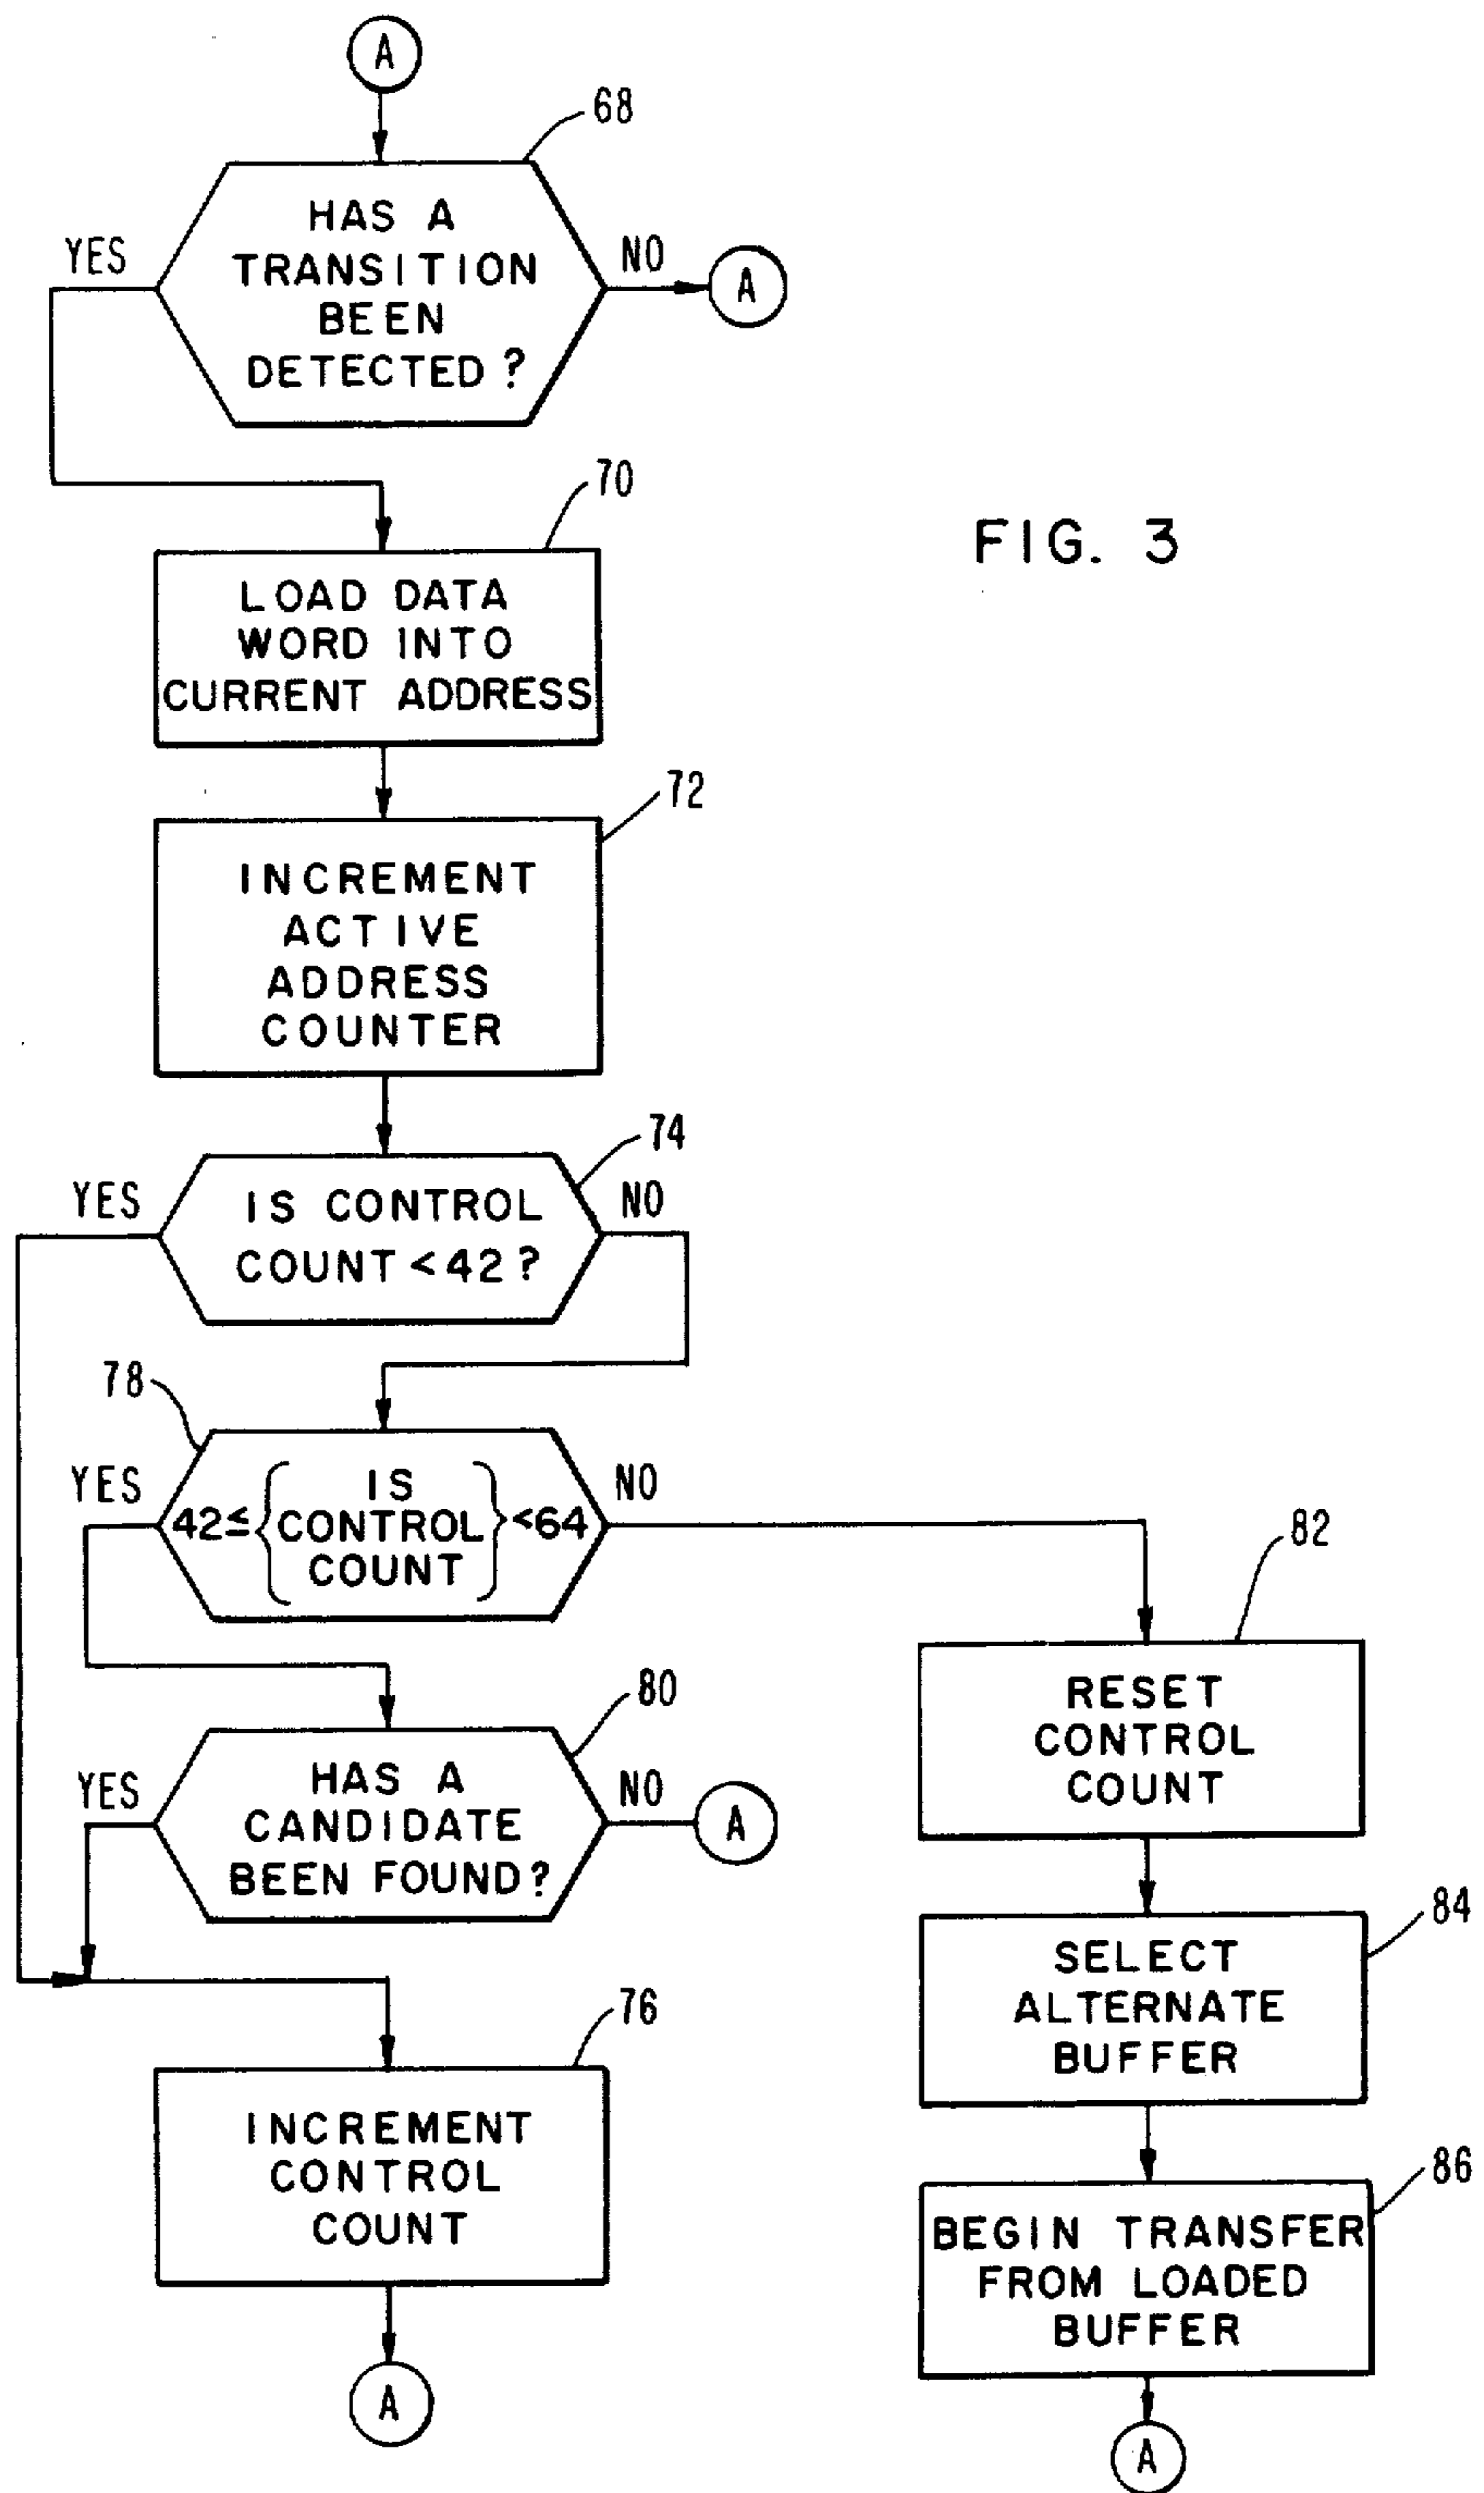 A
68
HAS A
TRANSITION
BEEN
DETECTED?
YES
NO
A
70
LOAD DATA
WORD INTO
CURRENT ADDRESS
FIG. 3
72
INCREMENT
ACTIVE
ADDRESS
COUNTER
74
YES
IS CONTROL
COUNT < 42?
NO
78
YES
42≤{IS
CONTROL
COUNT}<64
NO
80
YES
HAS A
CANDIDATE
BEEN FOUND?
NO
A
82
RESET
CONTROL
COUNT
84
SELECT
ALTERNATE
BUFFER
76
INCREMENT
CONTROL
COUNT
A
86
BEGIN TRANSFER
FROM LOADED
BUFFER
A